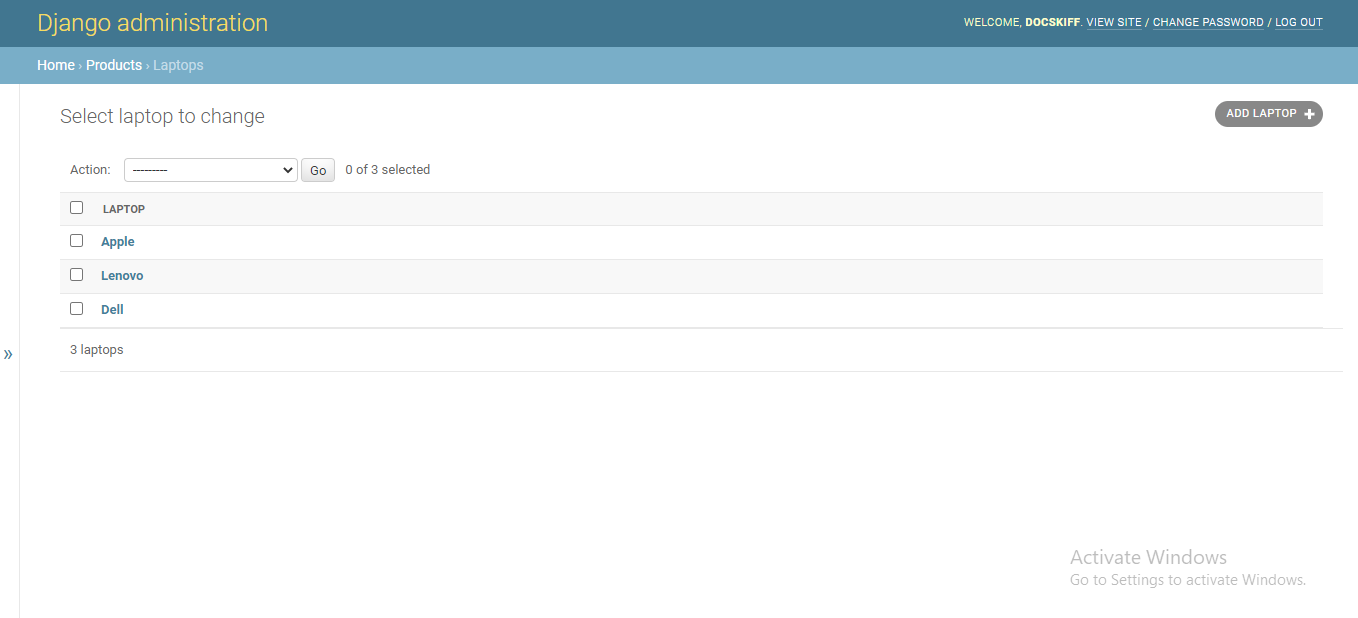 Django administration
WELCOME, DOCSKIFF. VIEW SITE / CHANGE PASSWORD / LOG OUT
Home › Products › Laptops
Select laptop to change
ADD LAPTOP +
Action: --------- Go 0 of 3 selected
LAPTOP
Apple
Lenovo
Dell
»
3 laptops
Activate Windows
Go to Settings to activate Windows.